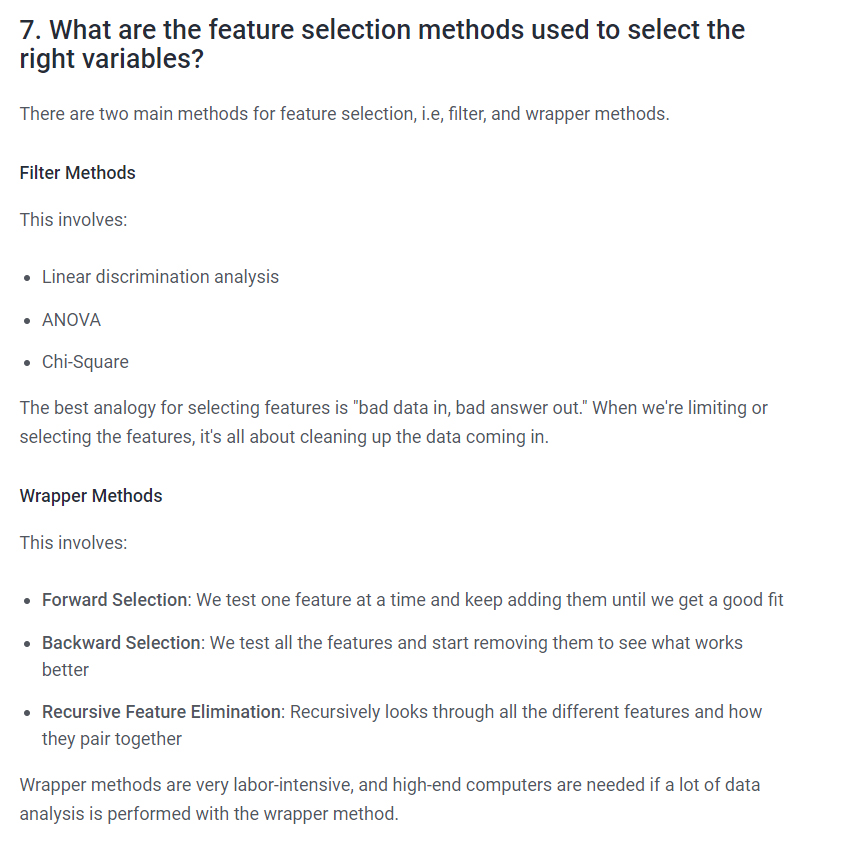 7. What are the feature selection methods used to select the
right variables?
There are two main methods for feature selection, i.e, filter, and wrapper methods.
Filter Methods
This involves:
• Linear discrimination analysis
• ANOVA
• Chi-Square
The best analogy for selecting features is "bad data in, bad answer out." When we're limiting or
selecting the features, it's all about cleaning up the data coming in.
Wrapper Methods
This involves:
• Forward Selection: We test one feature at a time and keep adding them until we get a good fit
• Backward Selection: We test all the features and start removing them to see what works
better
• Recursive Feature Elimination: Recursively looks through all the different features and how
they pair together
Wrapper methods are very labor-intensive, and high-end computers are needed if a lot of data
analysis is performed with the wrapper method.